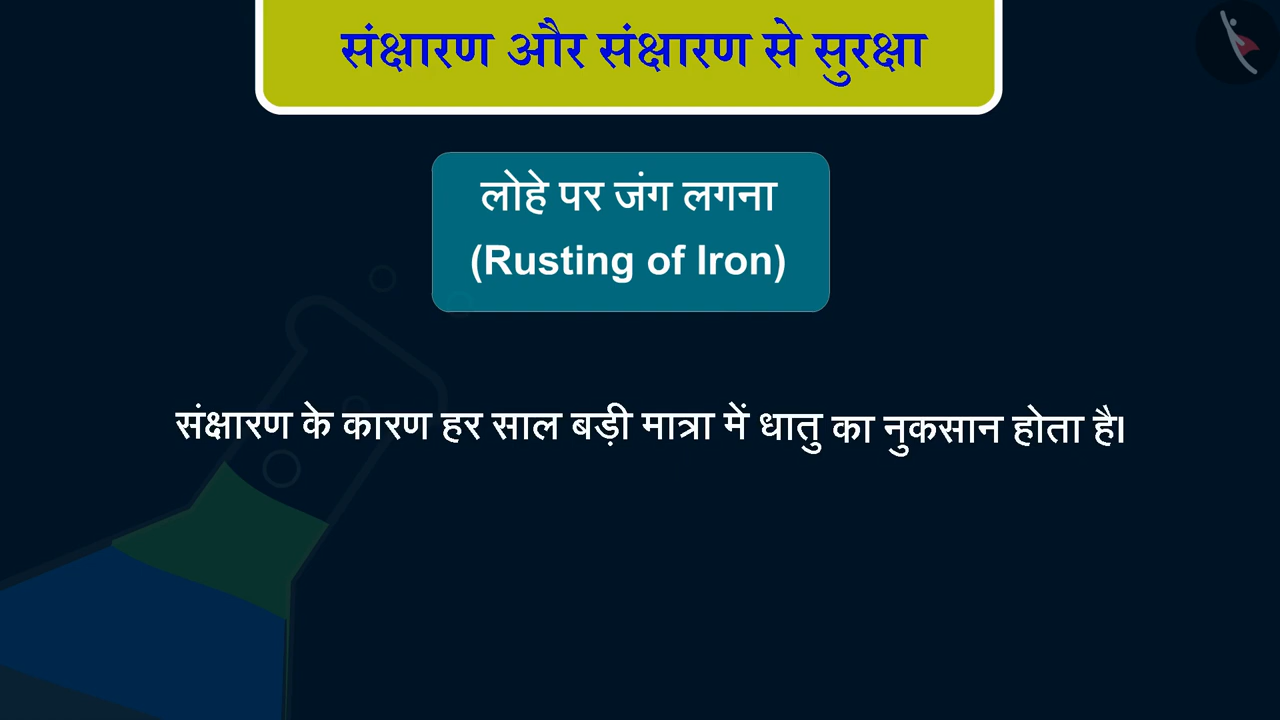 संक्षारण और संक्षारण से सुरक्षा
लोहे पर जंग लगना
(Rusting of Iron)
संक्षारण के कारण हर साल बड़ी मात्रा में धातु का नुकसान होता है।